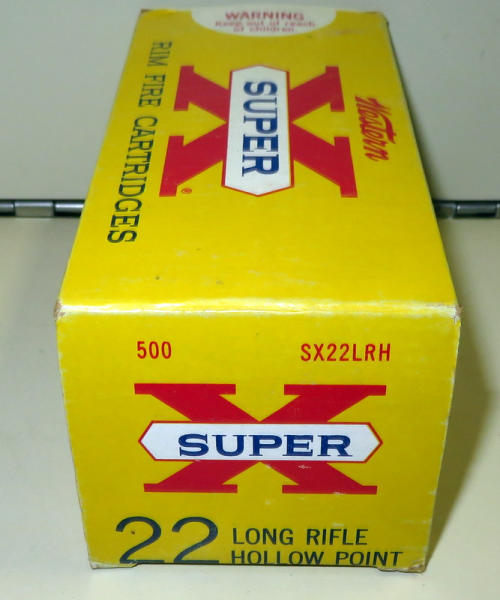 WARNING
Keep out of reach
of children.
Western
SUPER X
®
RIM FIRE CARTRIDGES
500 SX22LRH
SUPER X
22 LONG RIFLE
HOLLOW POINT